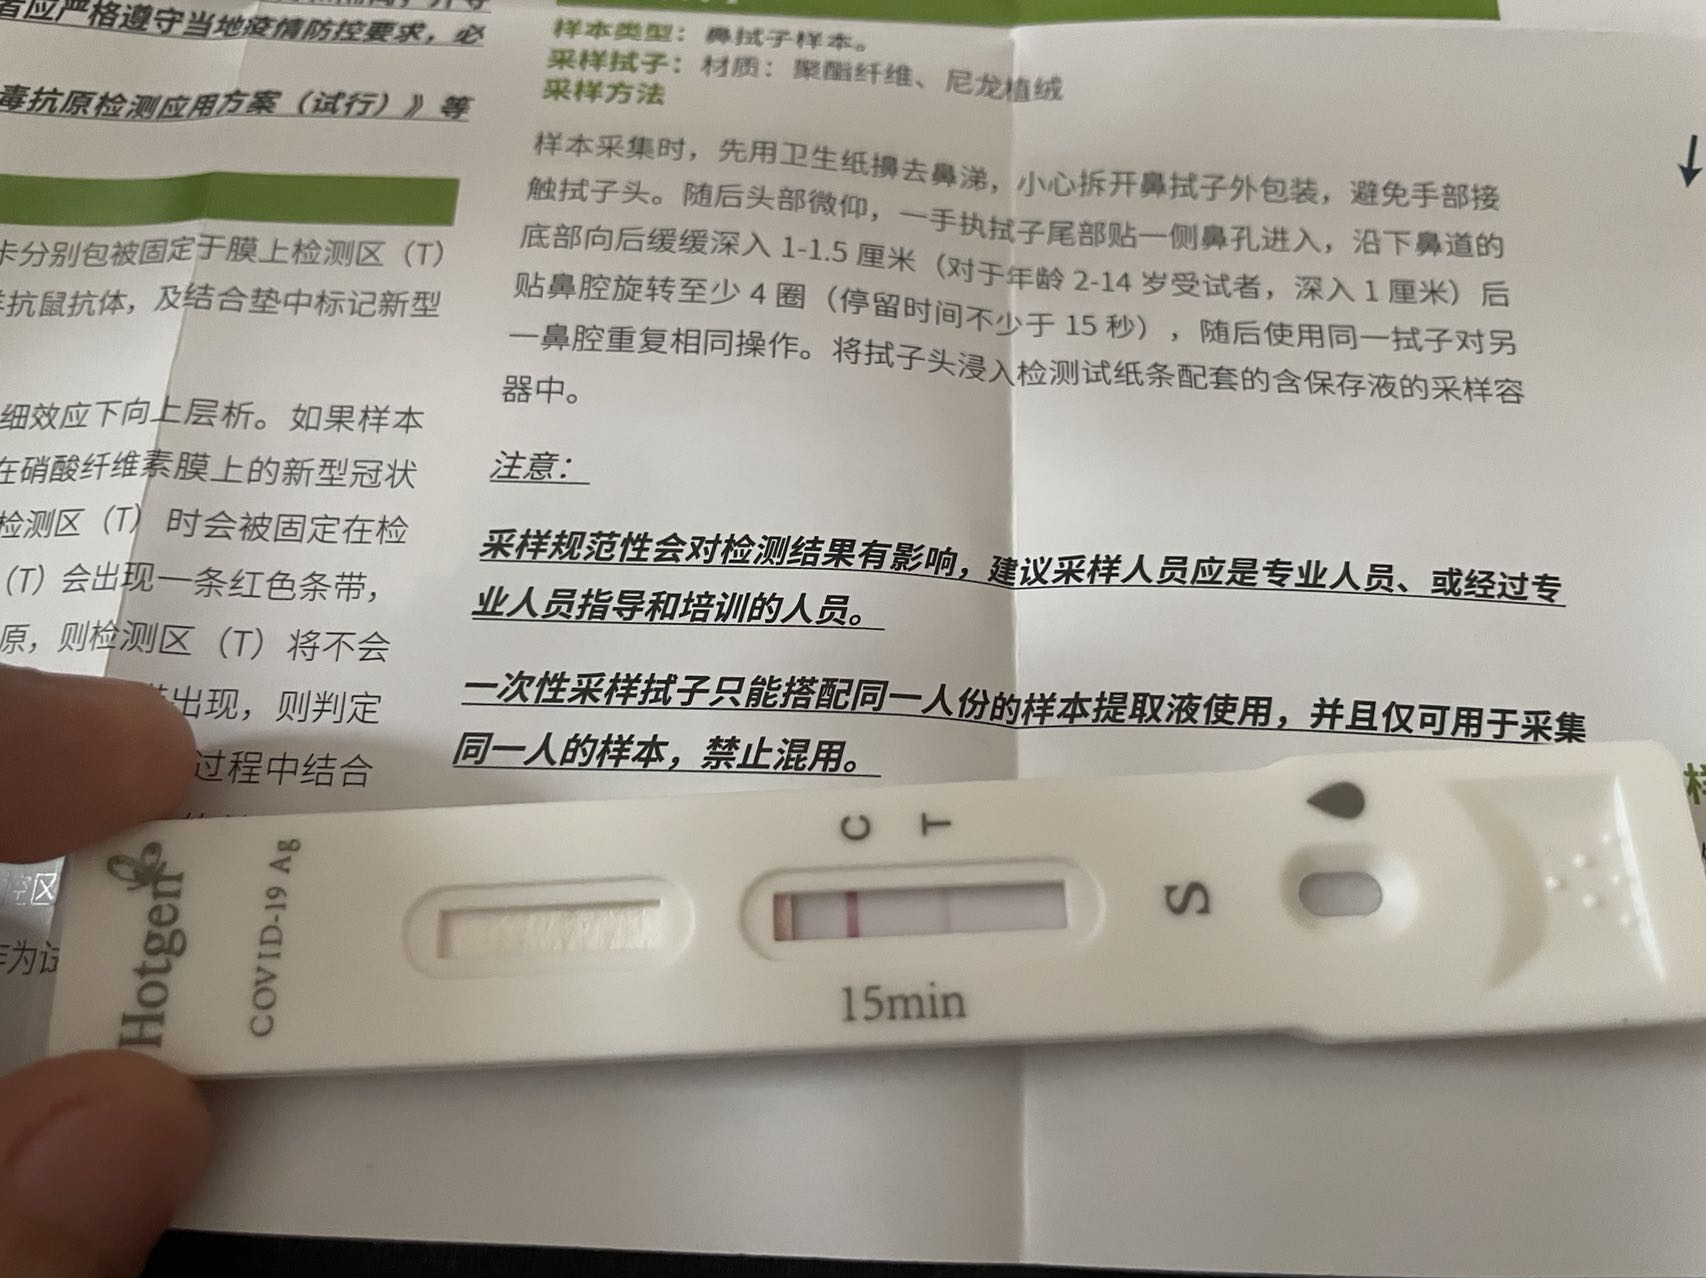 Hotgen
COVID-19 Ag
15min
C
T
S
者应严格遵守当地疫情防控要求，必
毒抗原检测应用方案（试行）》等
卡分别包被固定于膜上检测区（T）
抗鼠抗体，及结合垫中标记新型
细效应下向上层析。如果样本
在硝酸纤维素膜上的新型冠状
检测区（T）时会被固定在检
（T）会出现一条红色条带，
原，则检测区（T）将不会
出现，则判定
过程中结合
样本类型：鼻拭子样本。
采样拭子：材质：聚酯纤维、尼龙植绒
采样方法
样本采集时，先用卫生纸擤去鼻涕，小心拆开鼻拭子外包装，避免手部接
触拭子头。随后头部微仰，一手执拭子尾部贴一侧鼻孔进入，沿下鼻道的
底部向后缓缓深入 1-1.5 厘米（对于年龄 2-14 岁受试者，深入 1 厘米）后
贴鼻腔旋转至少 4 圈（停留时间不少于 15 秒），随后使用同一拭子对另
一鼻腔重复相同操作。将拭子头浸入检测试纸条配套的含保存液的采样容
器中。
注意：
采样规范性会对检测结果有影响，建议采样人员应是专业人员、或经过专
业人员指导和培训的人员。
一次性采样拭子只能搭配同一人份的样本提取液使用，并且仅可用于采集
同一人的样本，禁止混用。